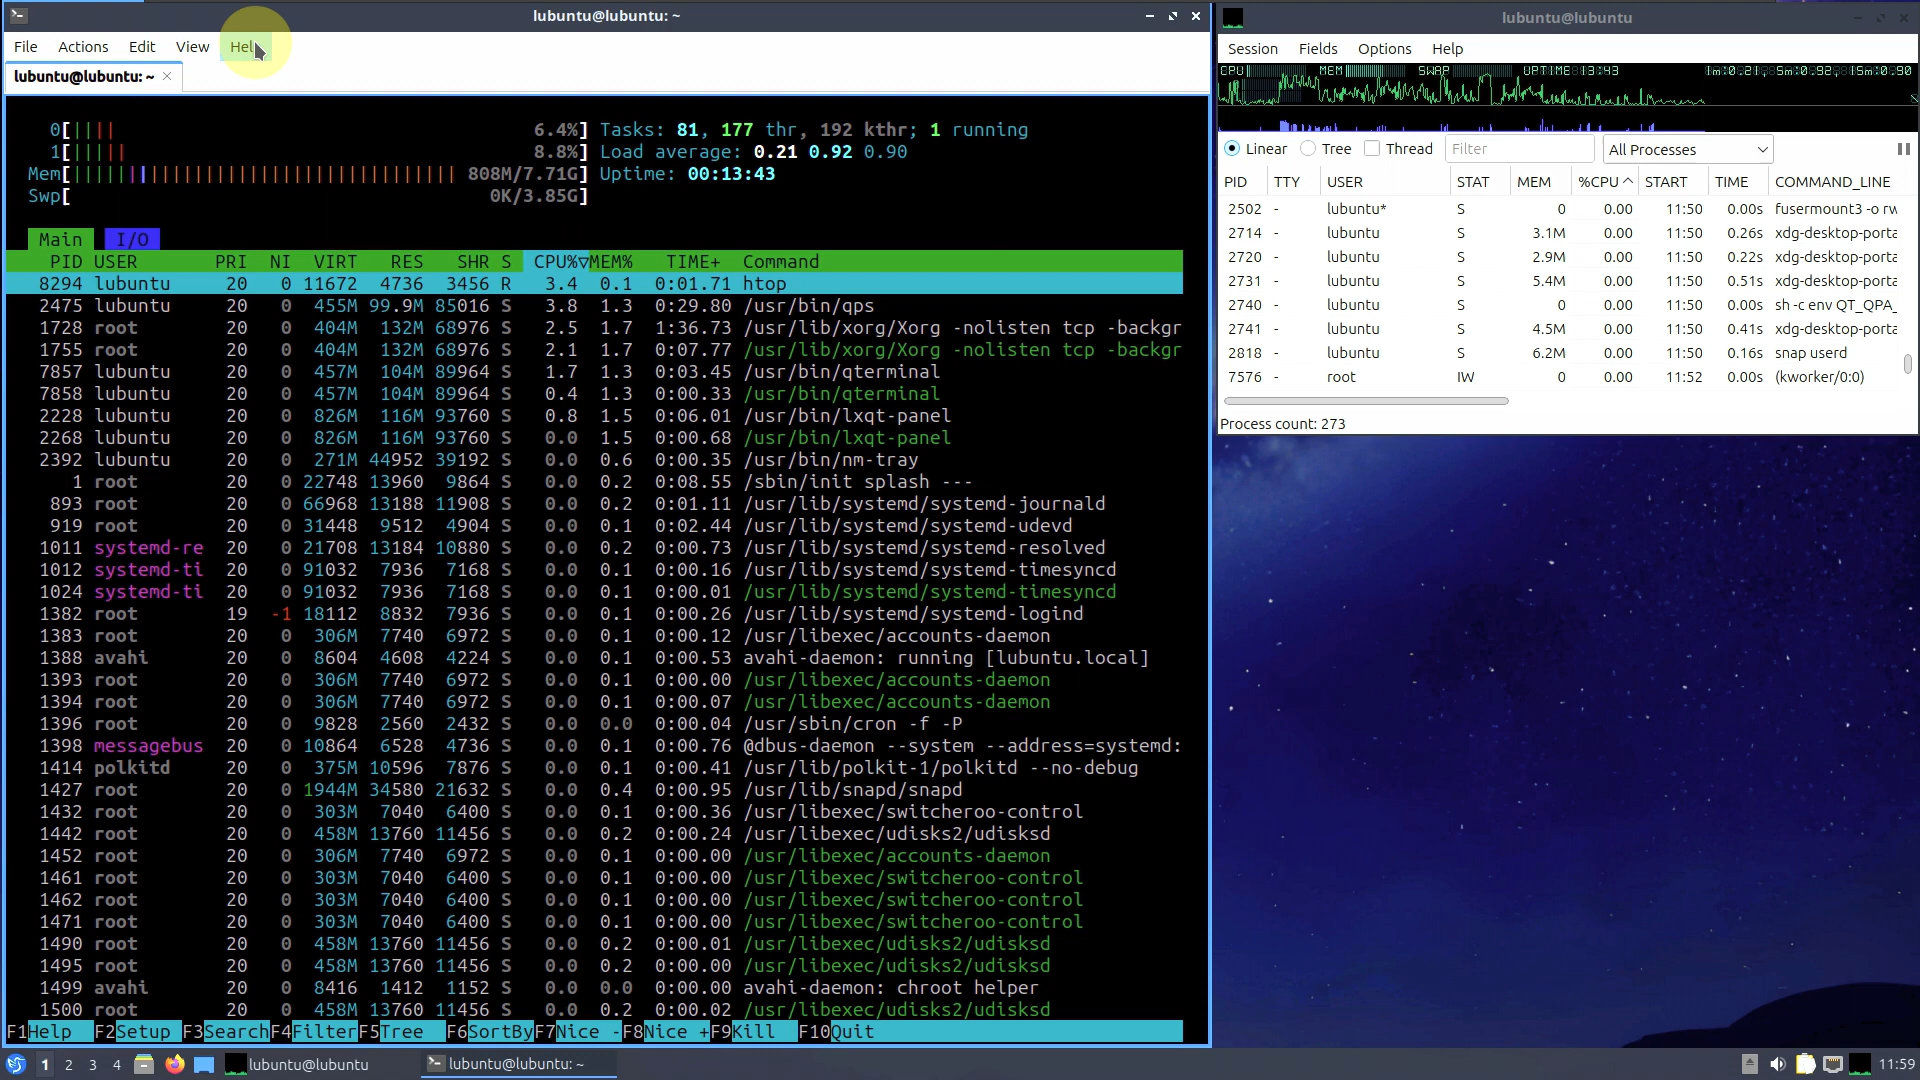 lubuntu@lubuntu: ~
File Actions Edit View Help
lubuntu@lubuntu: ~
0[|||| 6.4%] Tasks: 81, 177 thr, 192 kthr; 1 running
1[||||| 8.8%] Load average: 0.21 0.92 0.90
Mem[ 808M/7.71G] Uptime: 00:13:43
Swp[ 0K/3.85G]
Main I/O
PID USER PRI NI VIRT RES SHR S CPU%▽MEM% TIME+ Command
8294 lubuntu 20 0 11672 4736 3456 R 3.4 0.1 0:01.71 htop
2475 lubuntu 20 0 455M 99.9M 85016 S 3.8 1.3 0:29.80 /usr/bin/qps
1728 root 20 0 404M 132M 68976 S 2.5 1.7 1:36.73 /usr/lib/xorg/Xorg -nolisten tcp -backgr
1755 root 20 0 404M 132M 68976 S 2.1 1.7 0:07.77 /usr/lib/xorg/Xorg -nolisten tcp -backgr
7857 lubuntu 20 0 457M 104M 89964 S 1.7 1.3 0:03.45 /usr/bin/qterminal
7858 lubuntu 20 0 457M 104M 89964 S 0.4 1.3 0:00.33 /usr/bin/qterminal
2228 lubuntu 20 0 826M 116M 93760 S 0.8 1.5 0:06.01 /usr/bin/lxqt-panel
2268 lubuntu 20 0 826M 116M 93760 S 0.0 1.5 0:00.68 /usr/bin/lxqt-panel
2392 lubuntu 20 0 271M 44952 39192 S 0.0 0.6 0:00.35 /usr/bin/nm-tray
1 root 20 0 22748 13960 9864 S 0.0 0.2 0:08.55 /sbin/init splash ---
893 root 20 0 66968 13188 11908 S 0.0 0.2 0:01.11 /usr/lib/systemd/systemd-journald
919 root 20 0 31448 9512 4904 S 0.0 0.1 0:02.44 /usr/lib/systemd/systemd-udevd
1011 systemd-re 20 0 21708 13184 10880 S 0.0 0.2 0:00.73 /usr/lib/systemd/systemd-resolved
1012 systemd-ti 20 0 91032 7936 7168 S 0.0 0.1 0:00.16 /usr/lib/systemd/systemd-timesyncd
1024 systemd-ti 20 0 91032 7936 7168 S 0.0 0.1 0:00.01 /usr/lib/systemd/systemd-timesyncd
1382 root 19 -1 18112 8832 7936 S 0.0 0.1 0:00.26 /usr/lib/systemd/systemd-logind
1383 root 20 0 306M 7740 6972 S 0.0 0.1 0:00.12 /usr/libexec/accounts-daemon
1388 avahi 20 0 8604 4608 4224 S 0.0 0.1 0:00.53 avahi-daemon: running [lubuntu.local]
1393 root 20 0 306M 7740 6972 S 0.0 0.1 0:00.00 /usr/libexec/accounts-daemon
1394 root 20 0 306M 7740 6972 S 0.0 0.1 0:00.07 /usr/libexec/accounts-daemon
1396 root 20 0 9828 2560 2432 S 0.0 0.0 0:00.04 /usr/sbin/cron -f -P
1398 messagebus 20 0 10864 6528 4736 S 0.0 0.1 0:00.76 @dbus-daemon --system --address=systemd:
1414 polkitd 20 0 375M 10596 7876 S 0.0 0.1 0:00.41 /usr/lib/polkit-1/polkitd --no-debug
1427 root 20 0 1944M 34580 21632 S 0.0 0.4 0:00.95 /usr/lib/snapd/snapd
1432 root 20 0 303M 7040 6400 S 0.0 0.1 0:00.36 /usr/libexec/switcheroo-control
1442 root 20 0 458M 13760 11456 S 0.0 0.2 0:00.24 /usr/libexec/udisks2/udisksd
1452 root 20 0 306M 7740 6972 S 0.0 0.1 0:00.00 /usr/libexec/accounts-daemon
1461 root 20 0 303M 7040 6400 S 0.0 0.1 0:00.00 /usr/libexec/switcheroo-control
1462 root 20 0 303M 7040 6400 S 0.0 0.1 0:00.00 /usr/libexec/switcheroo-control
1471 root 20 0 303M 7040 6400 S 0.0 0.1 0:00.00 /usr/libexec/switcheroo-control
1490 root 20 0 458M 13760 11456 S 0.0 0.2 0:00.01 /usr/libexec/udisks2/udisksd
1495 root 20 0 458M 13760 11456 S 0.0 0.2 0:00.00 /usr/libexec/udisks2/udisksd
1499 avahi 20 0 8416 1412 1152 S 0.0 0.0 0:00.00 avahi-daemon: chroot helper
1500 root 20 0 458M 13760 11456 S 0.0 0.2 0:00.02 /usr/libexec/udisks2/udisksd
F1Help F2Setup F3SearchF4FilterF5Tree F6SortByF7Nice -F8Nice +F9Kill F10Quit
lubuntu@lubuntu
Session Fields Options Help
CPU MEM SWAP UPTIME 13:43 1m:0.21, 5m:0.92, 15m:0.90
Linear Tree Thread Filter All Processes
PID TTY USER STAT MEM %CPU START TIME COMMAND_LINE
2502 - lubuntu* S 0 0.00 11:50 0.00s fusermount3 -o rw
2714 - lubuntu S 3.1M 0.00 11:50 0.26s xdg-desktop-porta
2720 - lubuntu S 2.9M 0.00 11:50 0.22s xdg-desktop-porta
2731 - lubuntu S 5.4M 0.00 11:50 0.51s xdg-desktop-porta
2740 - lubuntu S 0 0.00 11:50 0.00s sh -c env QT_QPA_
2741 - lubuntu S 4.5M 0.00 11:50 0.41s xdg-desktop-porta
2818 - lubuntu S 6.2M 0.00 11:50 0.16s snap userd
7576 - root IW 0 0.00 11:52 0.00s (kworker/0:0)
Process count: 273
1 2 3 4 lubuntu@lubuntu lubuntu@lubuntu: ~ 11:59